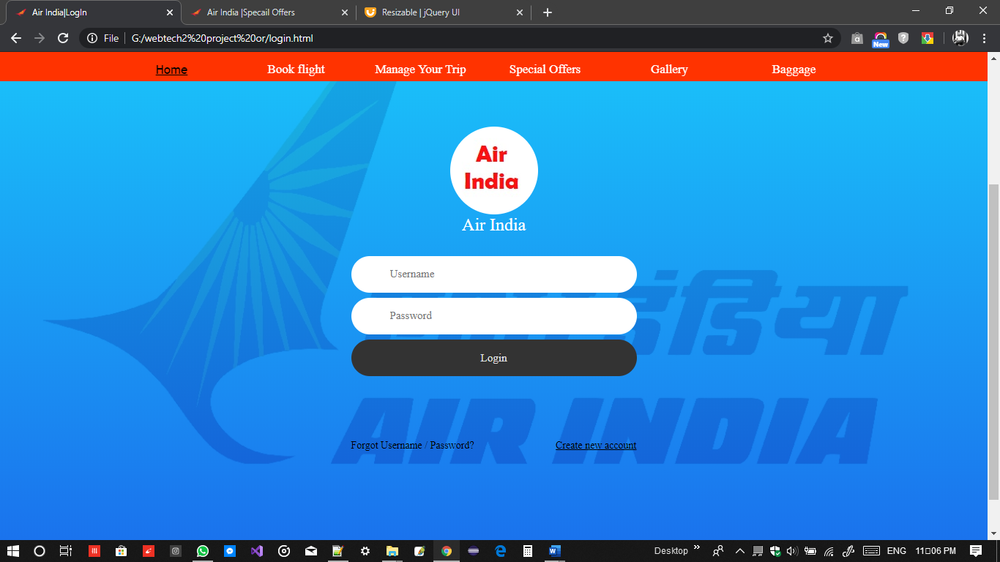 Air India|LogIn
Air India |Specail Offers
Resizable | jQuery UI
File
G:/webtech2%20project%20or/login.html
New
Home
Book flight
Manage Your Trip
Special Offers
Gallery
Baggage
Air
India
Air India
Username
Password
Login
AIR INDIA
Forgot Username / Password?
Create new account
Desktop
ENG
11□06 PM